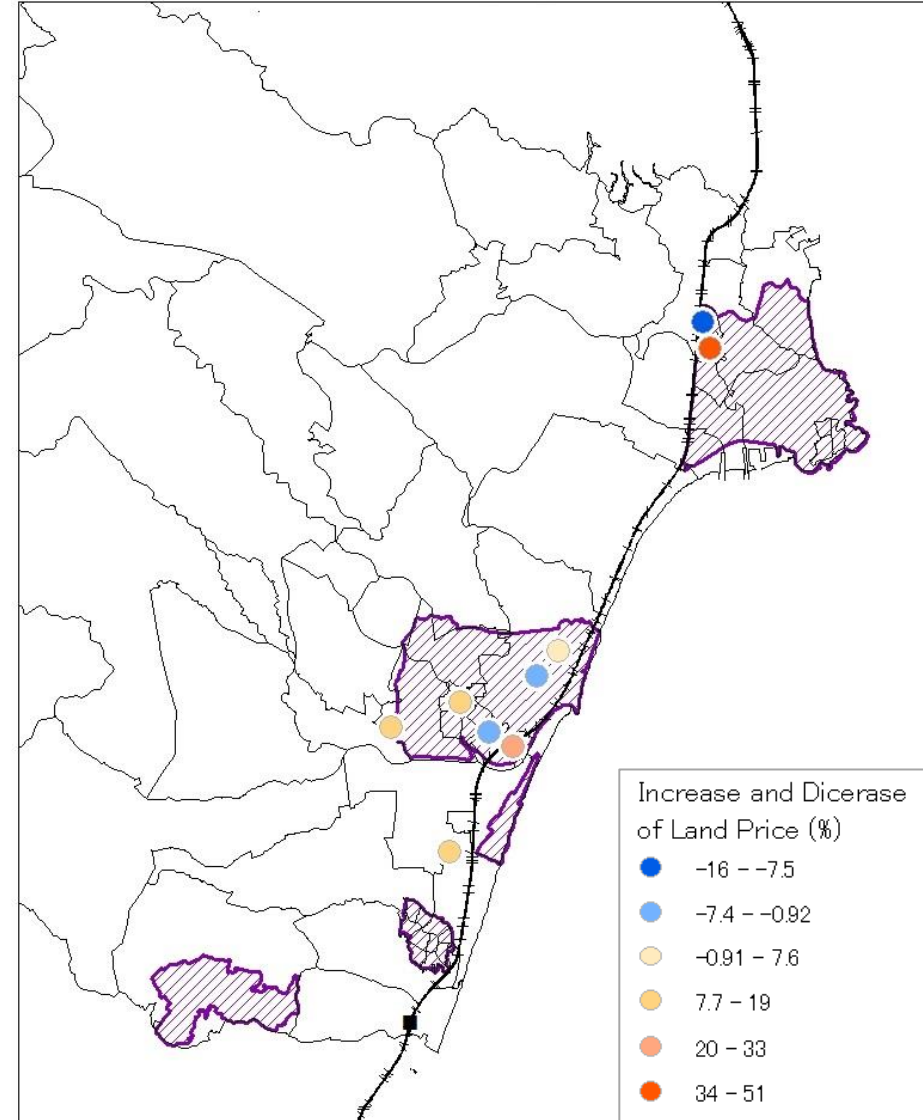 Increase and Dicerase
of Land Price (%)
-16 - -7.5
-7.4 - -0.92
-0.91 - 7.6
7.7 - 19
20 - 33
34 - 51